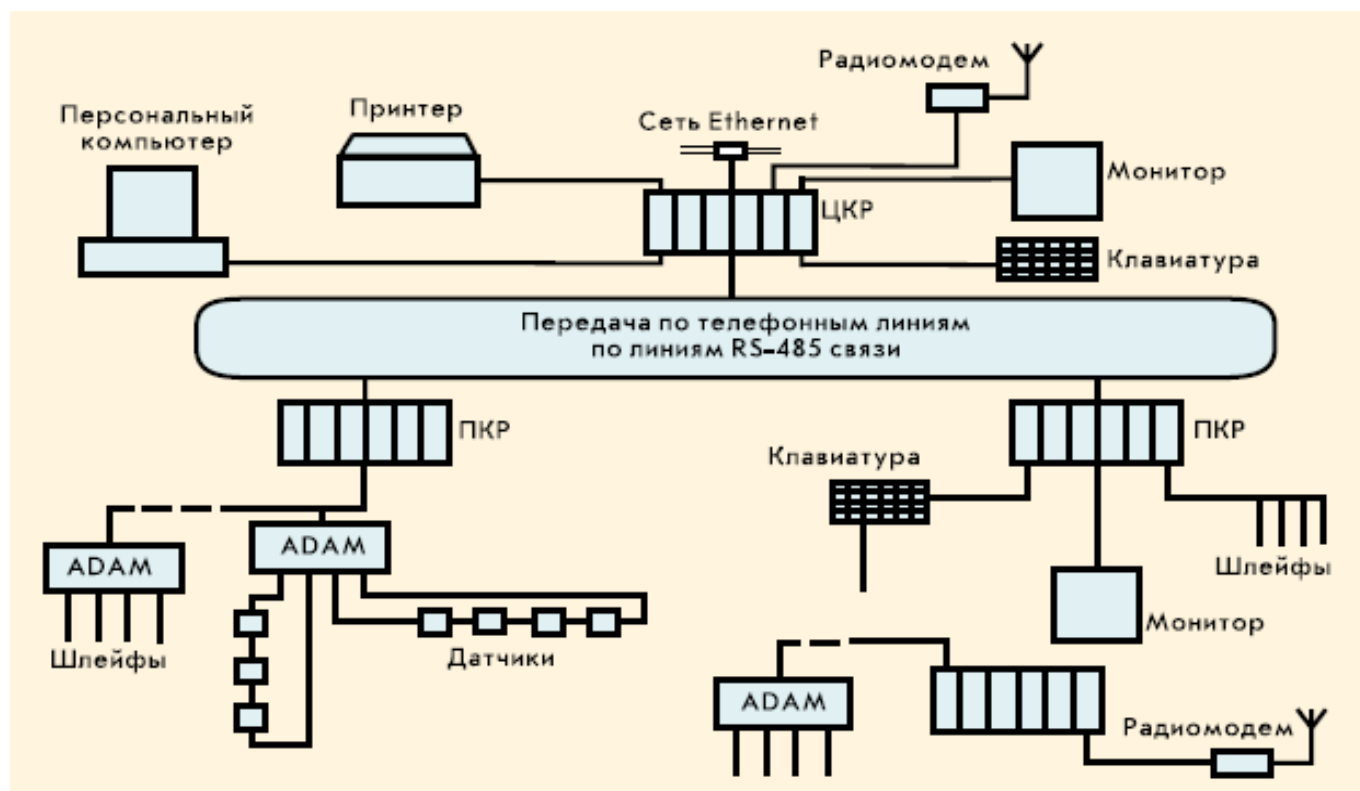 Радиомодем
Персональный
компьютер
Принтер
Сеть Ethernet
Монитор
ЦКР
Клавиатура
Передача по телефонным линиям
по линиям RS-485 связи
ПКР
ПКР
Клавиатура
ADAM
ADAM
Шлейфы
Шлейфы
Датчики
Монитор
ADAM
Радиомодем